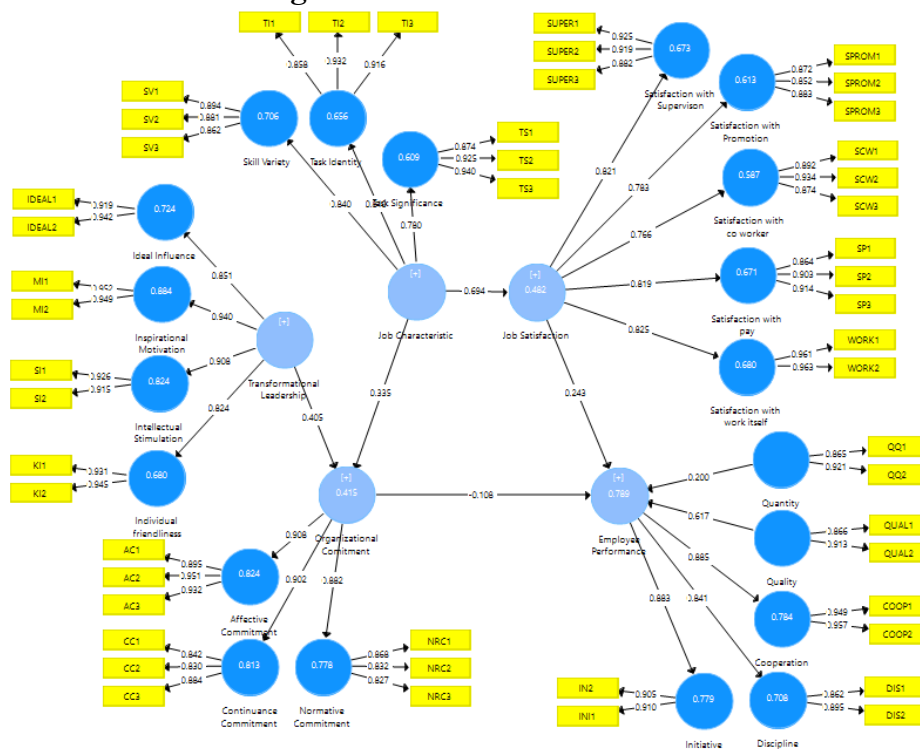 TI1
TI2
TI3
0.858
0.932
0.916
SV1
SV2
SV3
0.894
0.881
0.862
0.706
Skill Variety
0.656
Task Identity
0.609
Task Significance
0.874
0.925
0.940
TS1
TS2
TS3
SUPER1
SUPER2
SUPER3
0.925
0.919
0.882
0.673
Satisfaction with
Supervison
0.613
Satisfaction with
Promotion
0.872
0.852
0.883
SPROM1
SPROM2
SPROM3
0.587
Satisfaction with
co worker
0.892
0.934
0.874
SCW1
SCW2
SCW3
0.671
Satisfaction with
pay
0.864
0.903
0.914
SP1
SP2
SP3
0.680
Satisfaction with
work itself
0.961
0.963
WORK1
WORK2
0.840
0.780
0.821
0.783
0.766
0.819
0.825
IDEAL1
IDEAL2
0.919
0.942
0.724
Ideal Influence
0.851
MI1
MI2
0.952
0.949
0.884
Inspirational
Motivation
0.940
SI1
SI2
0.926
0.915
0.824
Intellectual
Stimulation
0.908
KI1
KI2
0.931
0.945
0.680
Individual
friendliness
0.824
[+]
Transformational
Leadership
0.405
[+]
Job Characteristic
0.694
0.335
[+]
0.482
Job Satisfaction
0.243
[+]
0.415
Organizational
Comitment
-0.108
[+]
0.789
Employee
Performance
0.200
Quantity
0.865
0.921
QQ1
QQ2
0.617
Quality
0.866
0.913
QUAL1
QUAL2
0.885
0.784
Cooperation
0.949
0.957
COOP1
COOP2
0.841
0.708
Discipline
0.862
0.895
DIS1
DIS2
0.883
0.779
Initiative
0.905
0.910
IN2
INI1
AC1
AC2
AC3
0.895
0.951
0.932
0.824
Affective
Commitment
0.908
CC1
CC2
CC3
0.842
0.830
0.884
0.813
Continuance
Commitment
0.902
0.882
0.778
Normative
Commitment
0.868
0.832
0.827
NRC1
NRC2
NRC3